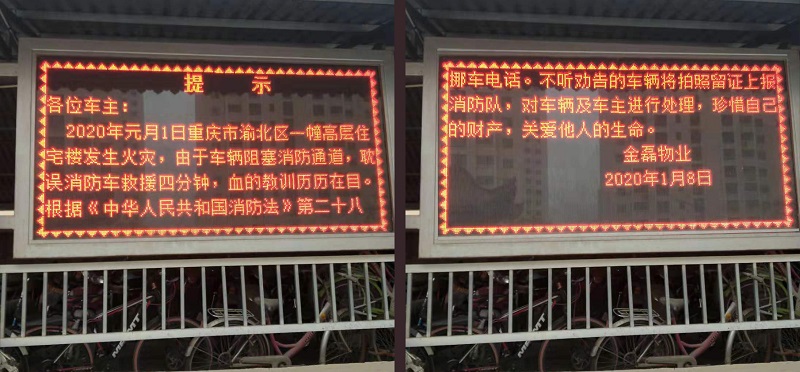 提 示
各位车主：
2020年元月1日重庆市渝北区一幢高层住
宅楼发生火灾，由于车辆阻塞消防通道，耽
误消防车救援四分钟，血的教训历历在目。
根据《中华人民共和国消防法》第二十八
挪车电话。不听劝告的车辆将拍照留证上报
消防队，对车辆及车主进行处理，珍惜自己
的财产，关爱他人的生命。
金磊物业
2020年1月8日